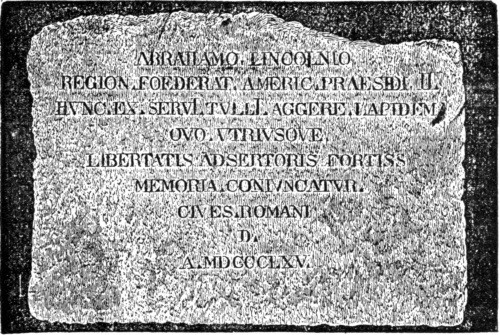 ABRAHAMO. LINCOLNIO
REGION. FOEDERAT. AMERIC. PRAESIDI. II.
HVNC. EX. SERVI. TVLLI. AGGERE. LAPIDEM
QVO. VTRIVSQVE.
LIBERTATIS ADSERTORIS FORTISS
MEMORIA. CONIVNCATVR.
CIVES. ROMANI
D.
A. MDCCCLXV.